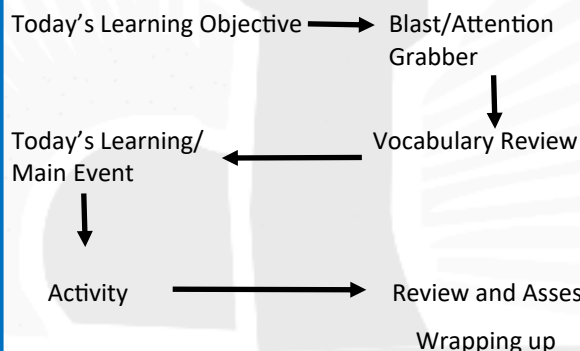 Today’s Learning Objective
Blast/Attention
Grabber
Today’s Learning/
Main Event
Vocabulary Review
Activity
Review and Asses
Wrapping up